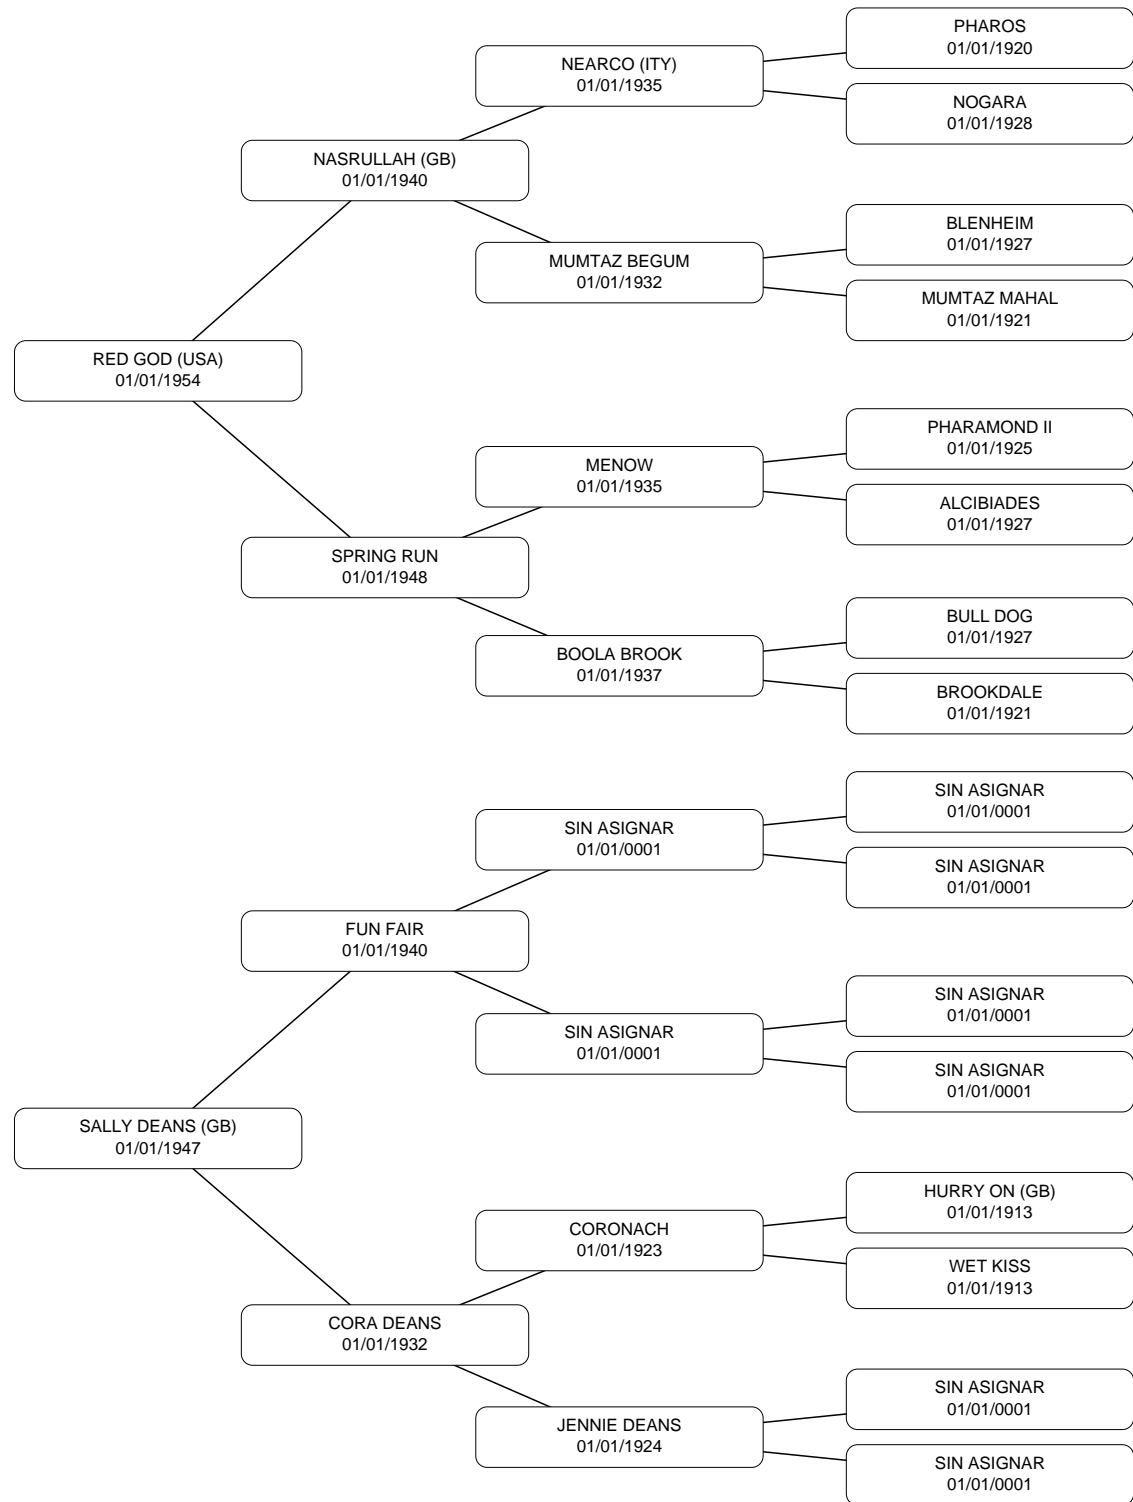 PHAROS
01/01/1920
NEARCO (ITY)
01/01/1935
NOGARA
01/01/1928
NASRULLAH (GB)
01/01/1940
BLENHEIM
01/01/1927
MUMTAZ BEGUM
01/01/1932
MUMTAZ MAHAL
01/01/1921
RED GOD (USA)
01/01/1954
PHARAMOND II
01/01/1925
MENOW
01/01/1935
ALCIBIADES
01/01/1927
SPRING RUN
01/01/1948
BULL DOG
01/01/1927
BOOLA BROOK
01/01/1937
BROOKDALE
01/01/1921
SIN ASIGNAR
01/01/0001
SIN ASIGNAR
01/01/0001
SIN ASIGNAR
01/01/0001
FUN FAIR
01/01/1940
SIN ASIGNAR
01/01/0001
SIN ASIGNAR
01/01/0001
SIN ASIGNAR
01/01/0001
SALLY DEANS (GB)
01/01/1947
HURRY ON (GB)
01/01/1913
CORONACH
01/01/1923
WET KISS
01/01/1913
CORA DEANS
01/01/1932
SIN ASIGNAR
01/01/0001
JENNIE DEANS
01/01/1924
SIN ASIGNAR
01/01/0001